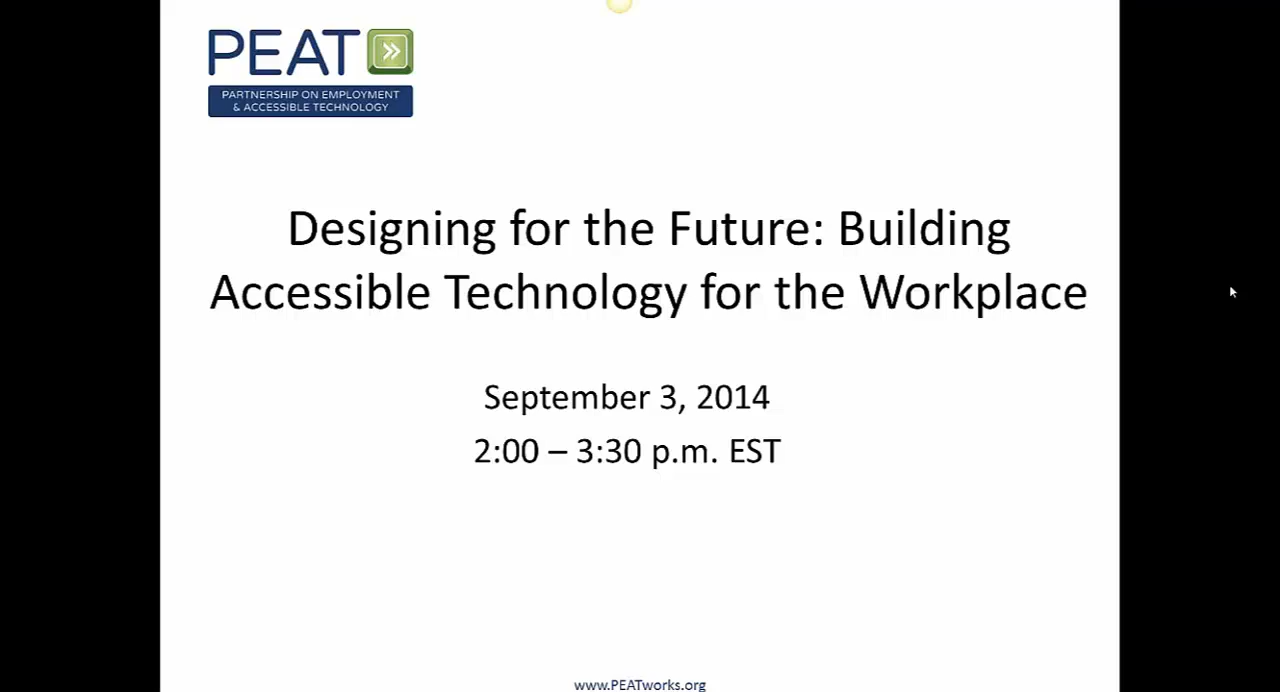 PEAT
PARTNERSHIP ON EMPLOYMENT
& ACCESSIBLE TECHNOLOGY
Designing for the Future: Building
Accessible Technology for the Workplace
September 3, 2014
2:00 – 3:30 p.m. EST
www.PEATworks.org